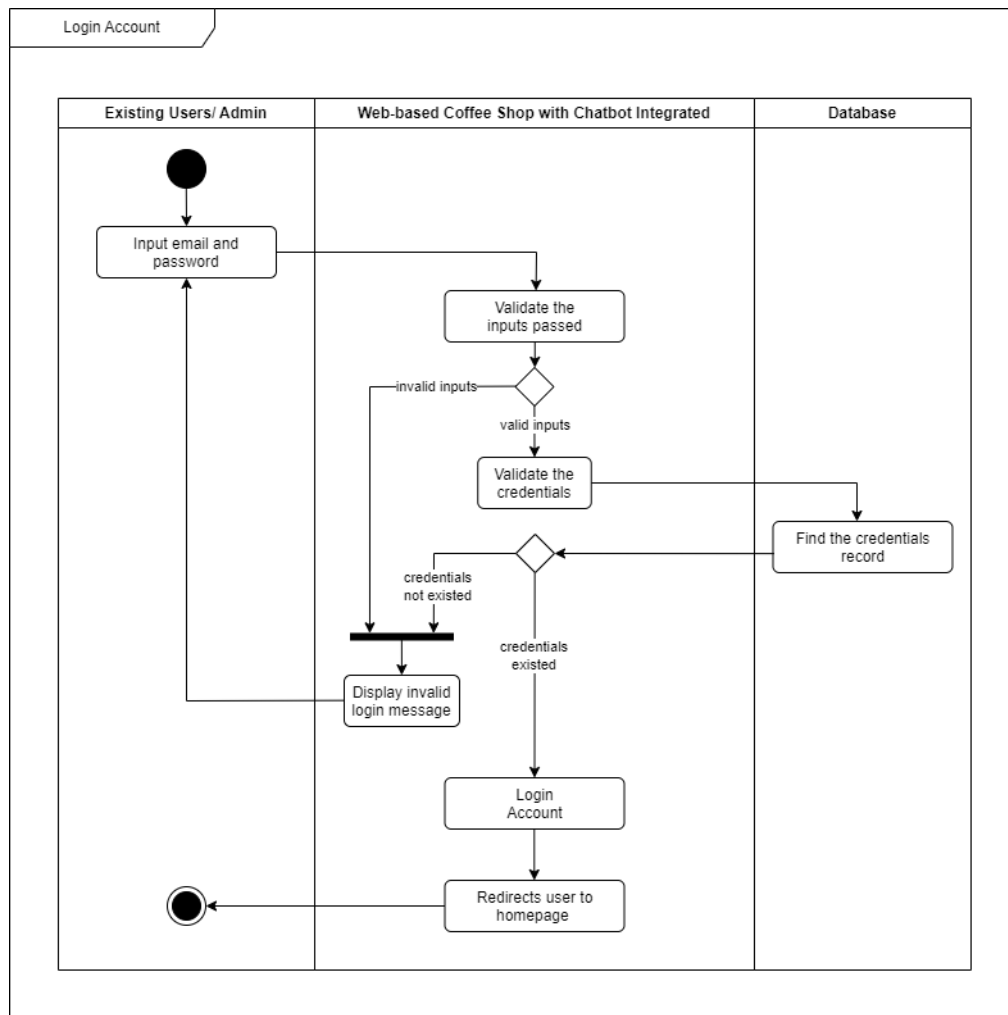 Login Account
Existing Users/ Admin
Web-based Coffee Shop with Chatbot Integrated
Database
Input email and
password
Validate the
inputs passed
invalid inputs
valid inputs
Validate the
credentials
Find the credentials
record
credentials
not existed
credentials
existed
Display invalid
login message
Login
Account
Redirects user to
homepage